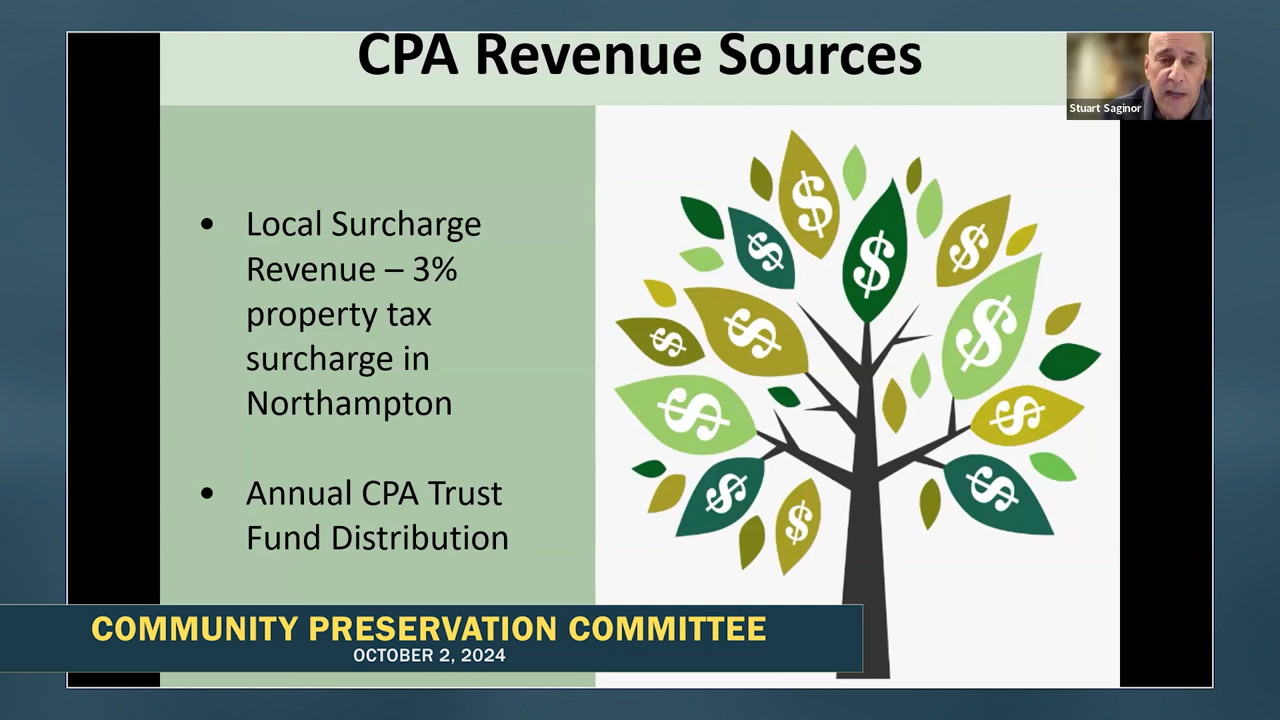 CPA Revenue Sources
Stuart Saginor
• Local Surcharge
Revenue – 3%
property tax
surcharge in
Northampton
• Annual CPA Trust
Fund Distribution
$
$
$
$
$
$
$
$
$
$
$
$
COMMUNITY PRESERVATION COMMITTEE
OCTOBER 2, 2024